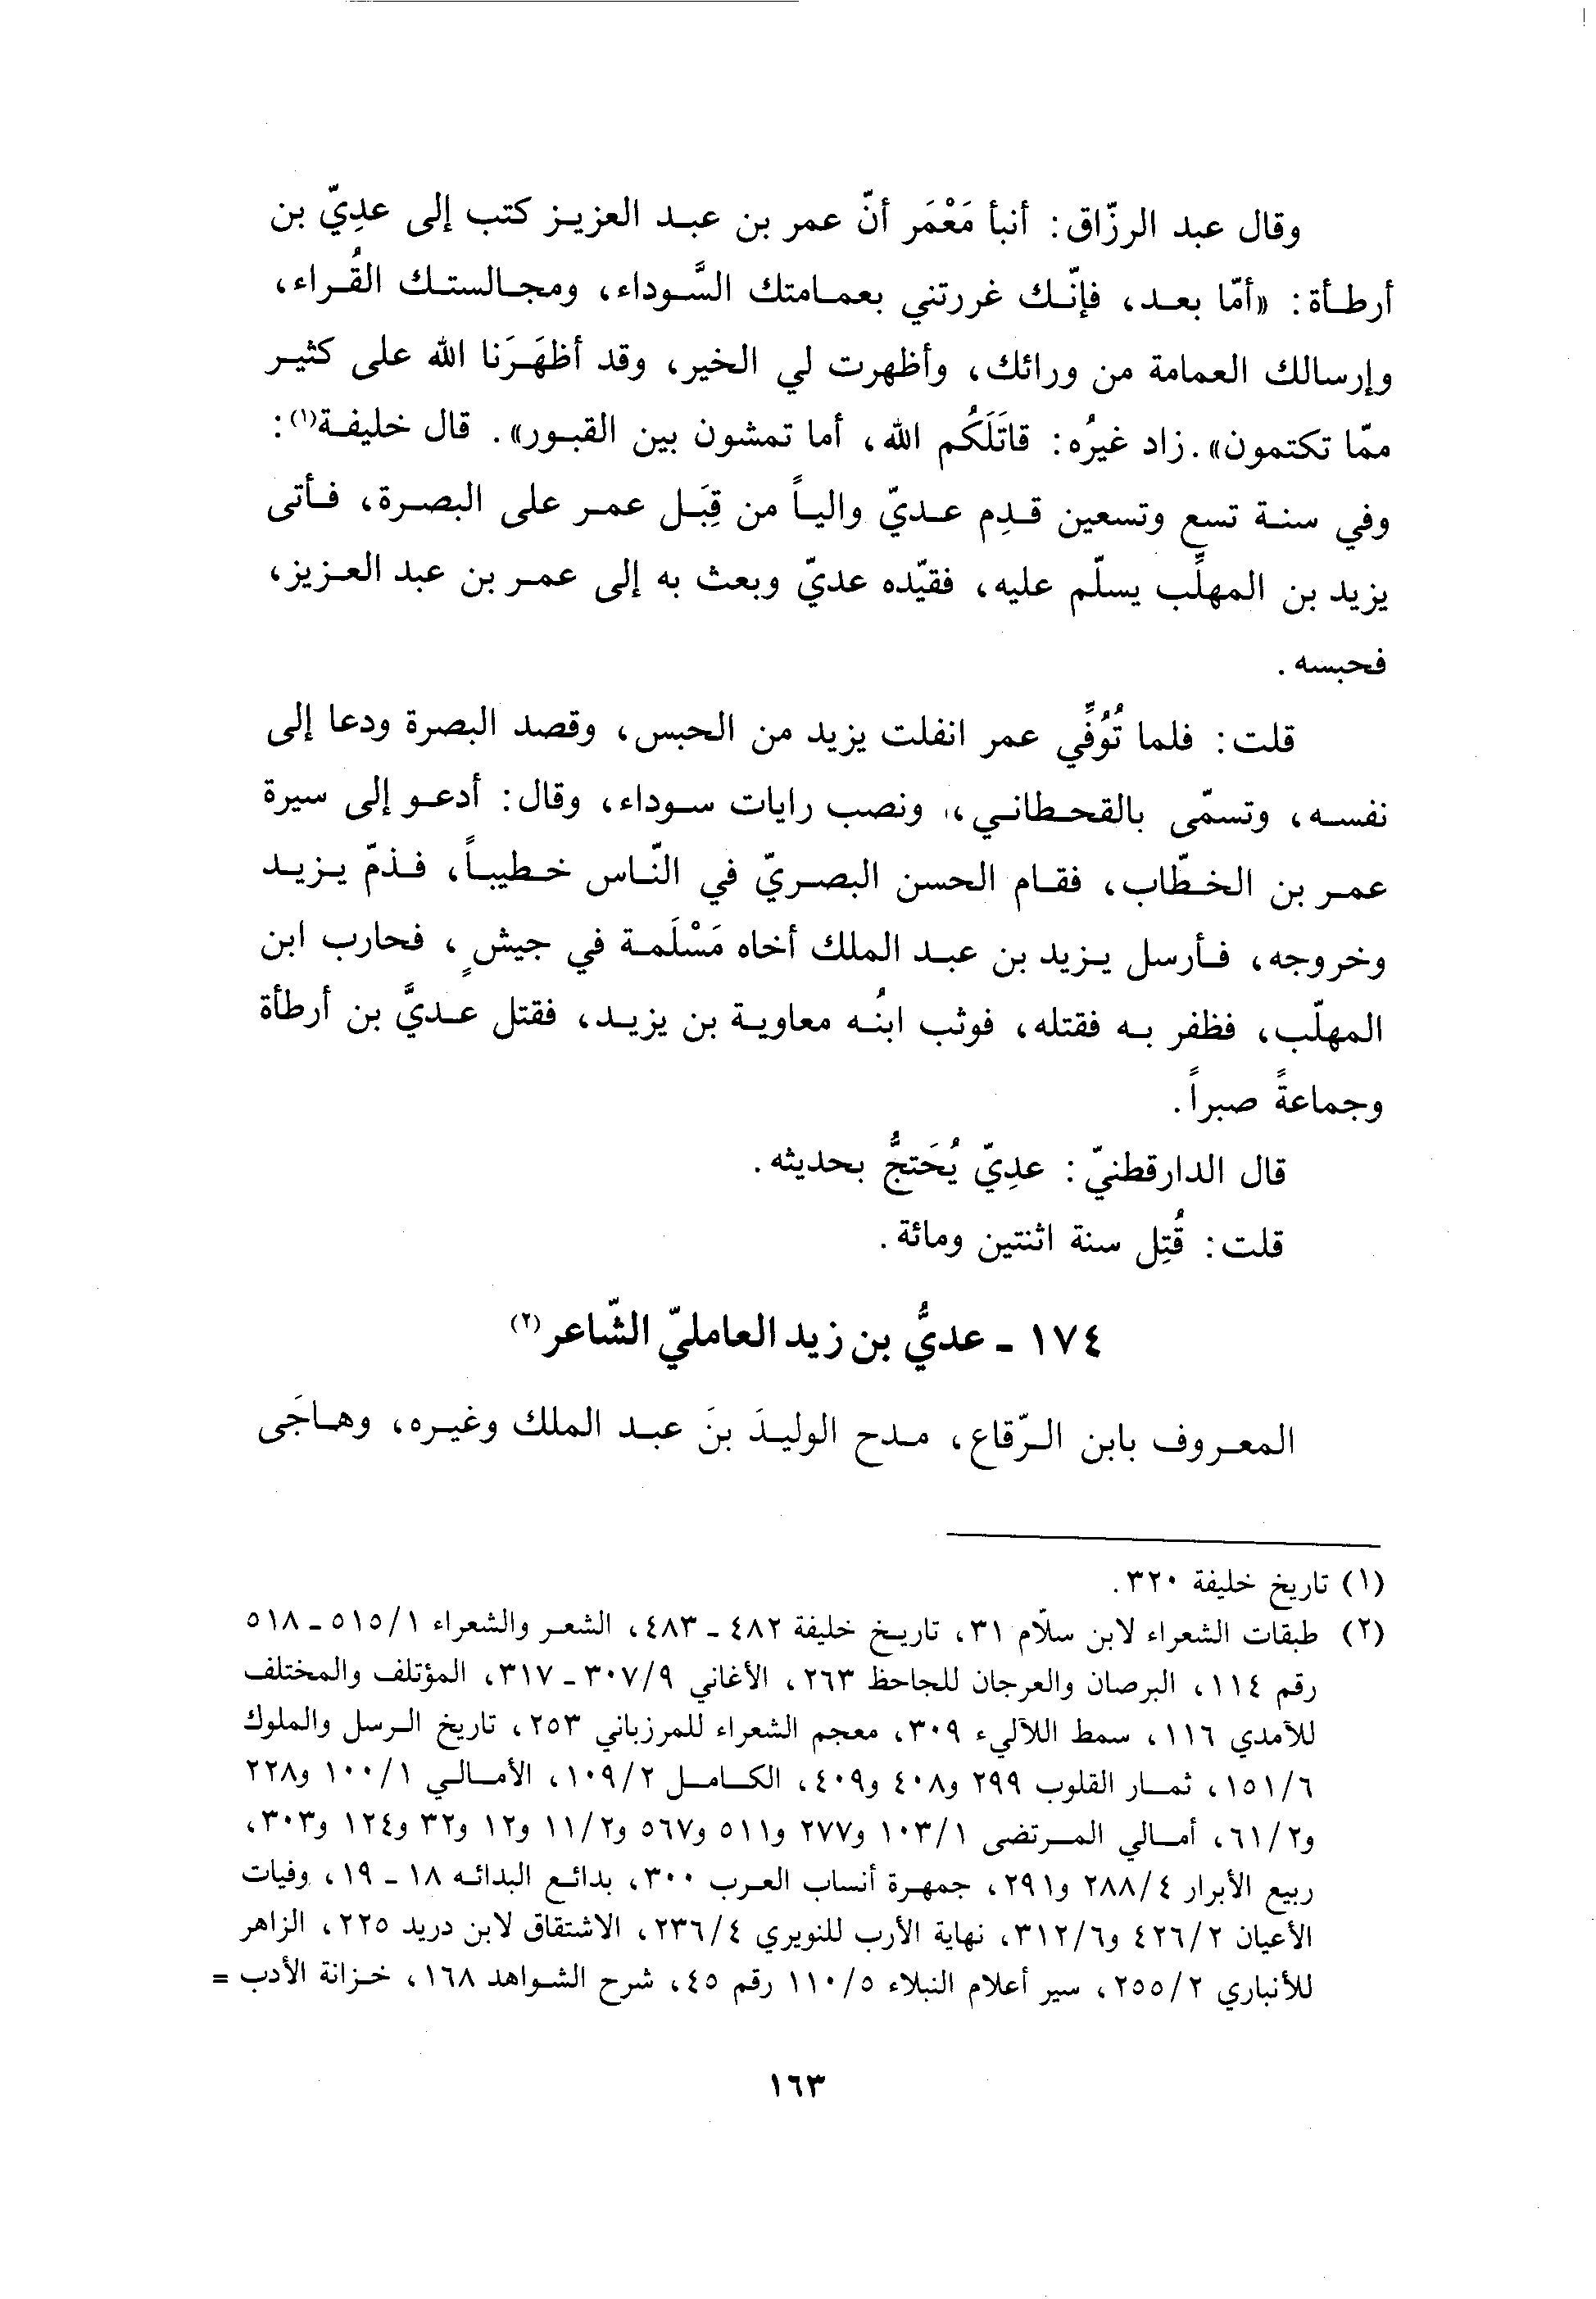 وقال عبد الرزّاق: أنبأ مَعْمَر أنّ عمر بن عبد العزيز كتب إلى عدِيّ بن
أرطأة: «أمّا بعد، فإنّك غررتني بعمامتك السَّوداء، ومجالستك القُراء،
وإرسالك العمامة من ورائك، وأظهرت لي الخير، وقد أظهَرَنا الله على كثير
ممّا تكتمون». زاد غيرُه: قاتَلَكُم الله، أما تمشون بين القبور». قال خليفة(١):
وفي سنة تسع وتسعين قدِم عديّ والياً من قِبَل عمر على البصرة، فأتى
يزيد بن المهلِّب يسلّم عليه، فقيّده عديّ وبعث به إلى عمر بن عبد العزيز،
فحبسه.
قلت: فلما تُوُفِّي عمر انفلت يزيد من الحبس، وقصد البصرة ودعا إلى
نفسه، وتسمّى بالقحطاني، ونصب رايات سوداء، وقال: أدعو إلى سيرة
عمر بن الخطّاب، فقام الحسن البصريّ في النّاس خطيباً، فذمّ يزيد
وخروجه، فأرسل يزيد بن عبد الملك أخاه مَسْلَمة في جيشٍ، فحارب ابن
المهلّب، فظفر به فقتله، فوثب ابنُه معاوية بن يزيد، فقتل عديَّ بن أرطأة
وجماعةً صبراً.
قال الدارقطنيّ: عدِيّ يُحَتجُّ بحديثه.
قلت: قُتِل سنة اثنتين ومائة.
١٧٤ - عديُّ بن زيد العامليّ الشّاعر(٢)
المعروف بابن الرّقاع، مدح الوليدَ بنَ عبد الملك وغيره، وهاجَى
(١) تاريخ خليفة ٣٢٠.
(٢) طبقات الشعراء لابن سلّام ٣١، تاريخ خليفة ٤٨٢ - ٤٨٣، الشعر والشعراء ٥١٥/١ - ٥١٨
رقم ١١٤، البرصان والعرجان للجاحظ ٢٦٣، الأغاني ٣٠٧/٩ - ٣١٧، المؤتلف والمختلف
للآمدي ١١٦، سمط اللآليء ٣٠٩، معجم الشعراء للمرزباني ٢٥٣، تاريخ الرسل والملوك
١٥١/٦، ثمار القلوب ٢٩٩ و٤٠٨ و٤٠٩، الكامل ١٠٩/٢، الأمالي ١٠٠/١ و٢٢٨
و٦١/٢، أمالي المرتضى ١٠٣/١ و٢٧٧ و٥١١ و٥٦٧ و١١/٢ و١٢ و٣٢ و١٢٤ و٣٠٣،
ربيع الأبرار ٢٨٨/٤ و٢٩١، جمهرة أنساب العرب ٣٠٠، بدائع البدائه ١٨ - ١٩، وفيات
الأعيان ٤٢٦/٢ و٣١٢/٦، نهاية الأرب للنويري ٢٣٦/٤، الاشتقاق لابن دريد ٢٢٥، الزاهر
للأنباري ٢٥٥/٢، سير أعلام النبلاء ١١٠/٥ رقم ٤٥، شرح الشواهد ١٦٨، خزانة الأدب =
١٦٣